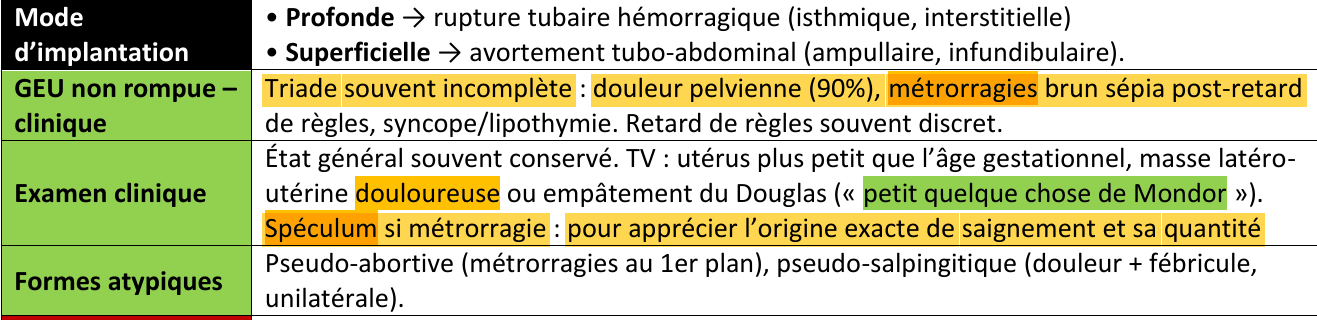 Mode
d’implantation
• Profonde → rupture tubaire hémorragique (isthmique, interstitielle)
• Superficielle → avortement tubo-abdominal (ampullaire, infundibulaire).
GEU non rompue –
clinique
Triade souvent incomplète : douleur pelvienne (90%), métrorragies brun sépia post-retard
de règles, syncope/lipothymie. Retard de règles souvent discret.
Examen clinique
État général souvent conservé. TV : utérus plus petit que l’âge gestationnel, masse latéro-
utérine douloureuse ou empâtement du Douglas (« petit quelque chose de Mondor »).
Spéculum si métrorragie : pour apprécier l’origine exacte de saignement et sa quantité
Formes atypiques
Pseudo-abortive (métrorragies au 1er plan), pseudo-salpingitique (douleur + fébricule,
unilatérale).